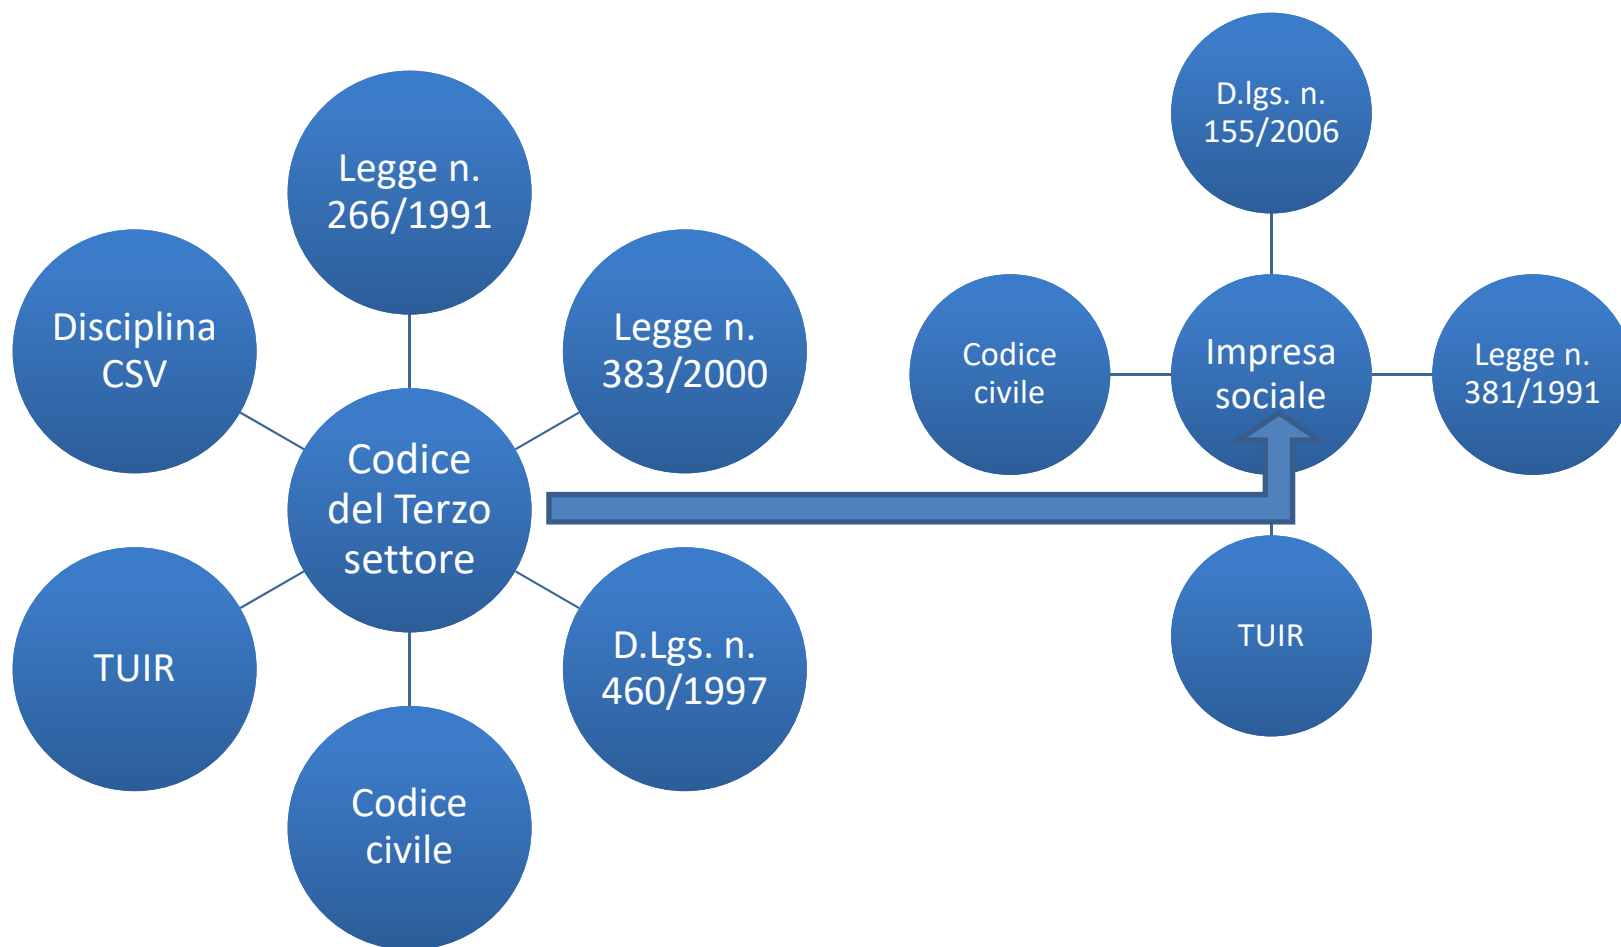 Legge n.
266/1991
Legge n.
383/2000
D.Lgs. n.
460/1997
Codice
civile
TUIR
Disciplina
CSV
Codice
del Terzo
settore
D.lgs. n.
155/2006
Codice
civile
Impresa
sociale
Legge n.
381/1991
TUIR